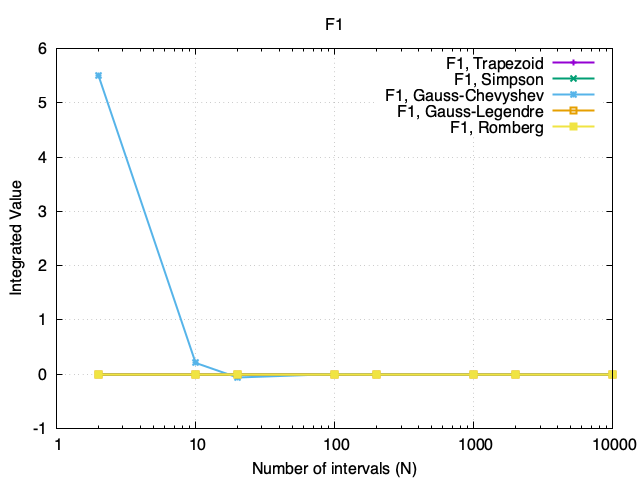 F1
6
5
4
3
2
1
0
-1
Integrated Value
F1, Trapezoid
F1, Simpson
F1, Gauss-Chevyshev
F1, Gauss-Legendre
F1, Romberg
1 10 100 1000 10000
Number of intervals (N)